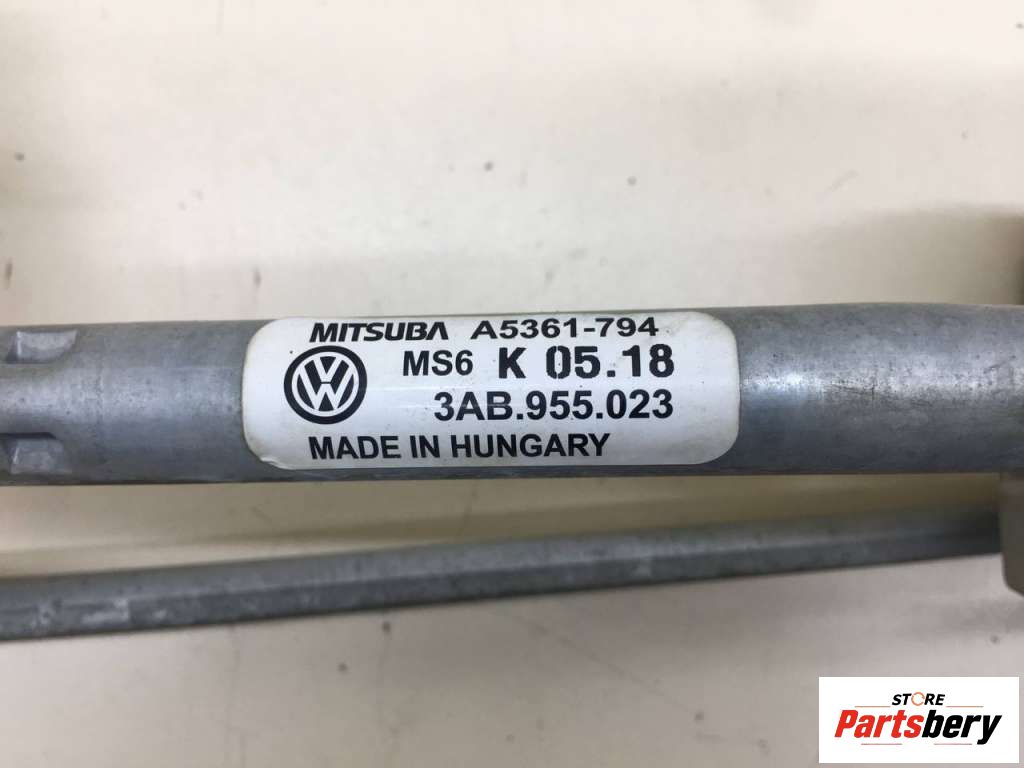 MITSUBA A5361-794
MS6 K 05.18
3AB.955.023
MADE IN HUNGARY
STORE
Partsbery